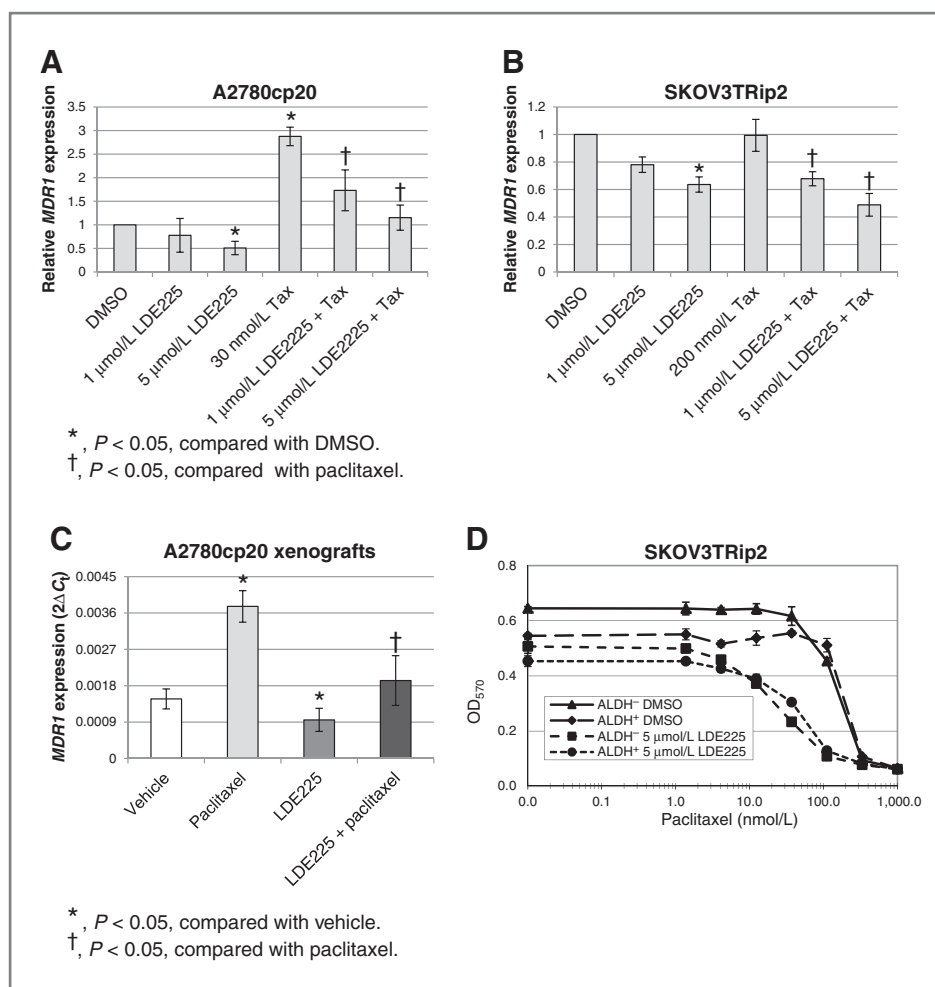 A
A2780cp20
Relative MDR1 expression
3.5
3
2.5
2
1.5
1
0.5
0
*
*
†
†
DMSO
1 µmol/L LDE225
5 µmol/L LDE225
30 nmol/L Tax
1 µmol/L LDE2225 + Tax
5 µmol/L LDE2225 + Tax
*, P < 0.05, compared with DMSO.
†, P < 0.05, compared with paclitaxel.
B
SKOV3TRip2
Relative MDR1 expression
1.2
1
0.8
0.6
0.4
0.2
0
*
†
†
DMSO
1 µmol/L LDE225
5 µmol/L LDE225
200 nmol/L Tax
1 µmol/L LDE225 + Tax
5 µmol/L LDE225 + Tax
C
A2780cp20 xenografts
MDR1 expression (2ΔCt)
0.0045
0.0036
0.0027
0.0018
0.0009
0
*
*
†
Vehicle
Paclitaxel
LDE225
LDE225 + paclitaxel
*, P < 0.05, compared with vehicle.
†, P < 0.05, compared with paclitaxel.
D
SKOV3TRip2
OD570
0.8
0.6
0.4
0.2
0.0
ALDH− DMSO
ALDH+ DMSO
ALDH− 5 µmol/L LDE225
ALDH+ 5 µmol/L LDE225
0.0 0.1 1.0 10.0 100.0 1,000.0
Paclitaxel (nmol/L)